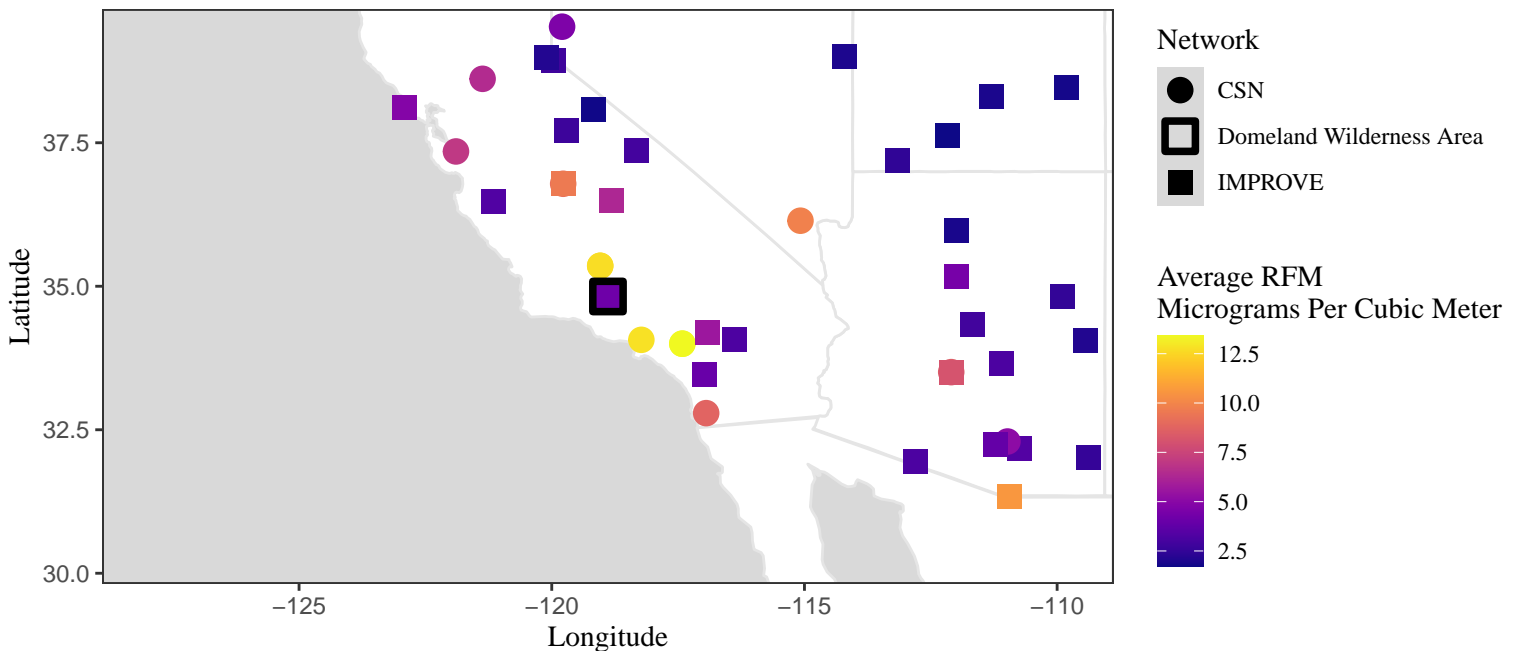 Network
CSN
Domeland Wilderness Area
IMPROVE
Average RFM
Micrograms Per Cubic Meter
12.5
10.0
7.5
5.0
2.5
Latitude
37.5
35.0
32.5
30.0
−125
−120
−115
−110
Longitude